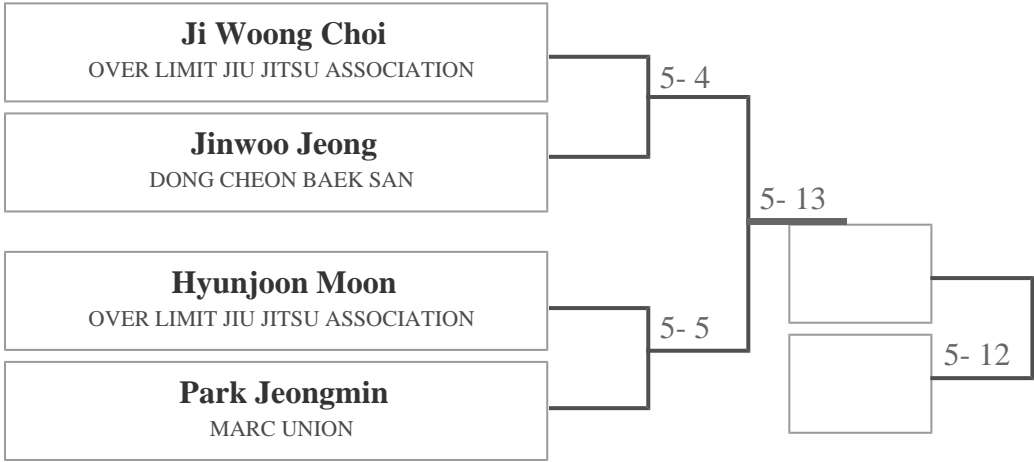 Ji Woong Choi
OVER LIMIT JIU JITSU ASSOCIATION
5- 4
Jinwoo Jeong
DONG CHEON BAEK SAN
5- 13
Hyunjoon Moon
OVER LIMIT JIU JITSU ASSOCIATION
5- 5
5- 12
Park Jeongmin
MARC UNION